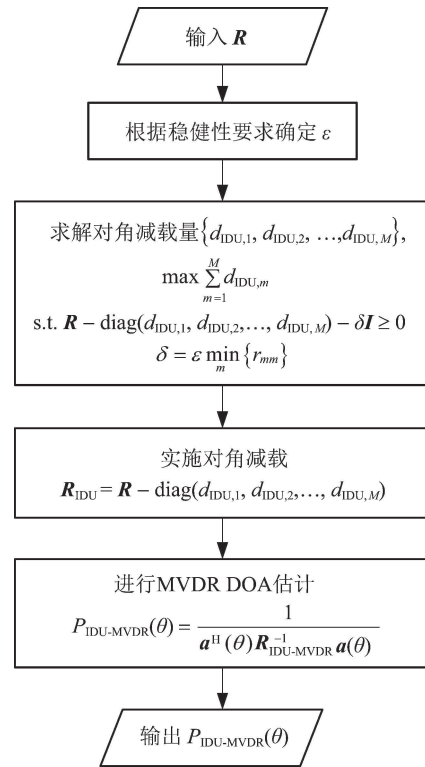 输入 R
根据稳健性要求确定 ε
求解对角减载量{d_IDU,1, d_IDU,2, …,d_IDU,M},
max ∑_{m=1}^{M} d_IDU,m
s.t. R − diag(d_IDU,1, d_IDU,2,…, d_IDU,M) − δI ≥ 0
δ = ε min_m {r_mm}
实施对角减载
R_IDU = R − diag(d_IDU,1, d_IDU,2,…, d_IDU,M)
进行MVDR DOA估计
P_IDU-MVDR(θ) = 1 / (a^H(θ) R_IDU-MVDR^−1 a(θ))
输出 P_IDU-MVDR(θ)